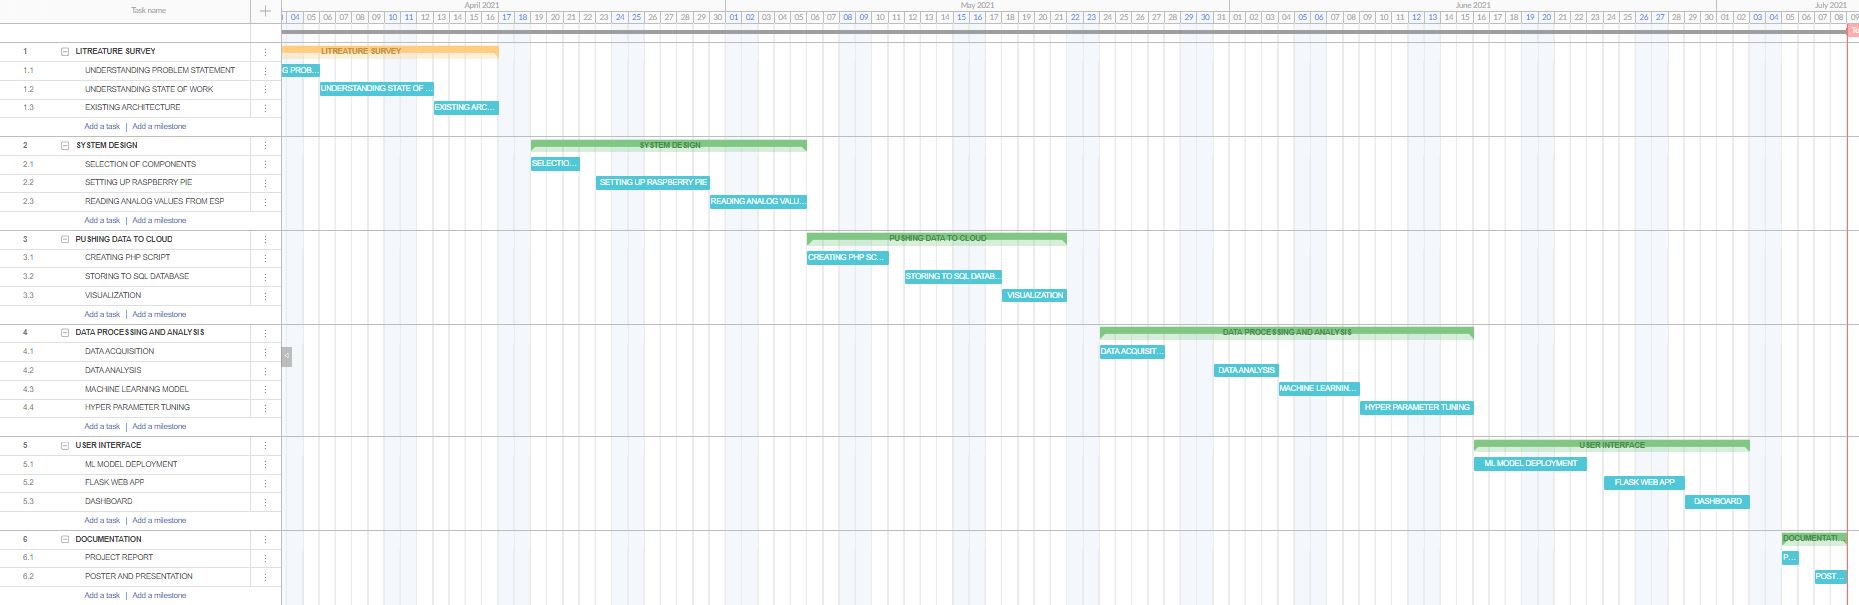 Task name
April 2021 May 2021 June 2021 July 2021
04 05 06 07 08 09 10 11 12 13 14 15 16 17 18 19 20 21 22 23 24 25 26 27 28 29 30 01 02 03 04 05 06 07 08 09 10 11 12 13 14 15 16 17 18 19 20 21 22 23 24 25 26 27 28 29 30 31 01 02 03 04 05 06 07 08 09 10 11 12 13 14 15 16 17 18 19 20 21 22 23 24 25 26 27 28 29 30 01 02 03 04 05 06 07 08 09
1 LITREATURE SURVEY LITREATURE SURVEY
1.1 UNDERSTANDING PROBLEM STATEMENT G PROB...
1.2 UNDERSTANDING STATE OF WORK UNDERSTANDING STATE OF ...
1.3 EXISTING ARCHITECTURE EXISTING ARC...
Add a task | Add a milestone
2 SYSTEM DESIGN SYSTEM DESIGN
2.1 SELECTION OF COMPONENTS SELECTIO...
2.2 SETTING UP RASPBERRY PIE SETTING UP RASPBERRY PIE
2.3 READING ANALOG VALUES FROM ESP READING ANALOG VALU...
Add a task | Add a milestone
3 PUSHING DATA TO CLOUD PUSHING DATA TO CLOUD
3.1 CREATING PHP SCRIPT CREATING PHP SC...
3.2 STORING TO SQL DATABASE STORING TO SQL DATAB...
3.3 VISUALIZATION VISUALIZATION
Add a task | Add a milestone
4 DATA PROCESSING AND ANALYSIS DATA PROCESSING AND ANALYSIS
4.1 DATA ACQUISITION DATA ACQUISIT...
4.2 DATA ANALYSIS DATA ANALYSIS
4.3 MACHINE LEARNING MODEL MACHINE LEARNIN...
4.4 HYPER PARAMETER TUNING HYPER PARAMETER TUNING
Add a task | Add a milestone
5 USER INTERFACE USER INTERFACE
5.1 ML MODEL DEPLOYMENT ML MODEL DEPLOYMENT
5.2 FLASK WEB APP FLASK WEB APP
5.3 DASHBOARD DASHBOARD
Add a task | Add a milestone
6 DOCUMENTATION DOCUMENTATI...
6.1 PROJECT REPORT P...
6.2 POSTER AND PRESENTATION POST...
Add a task | Add a milestone